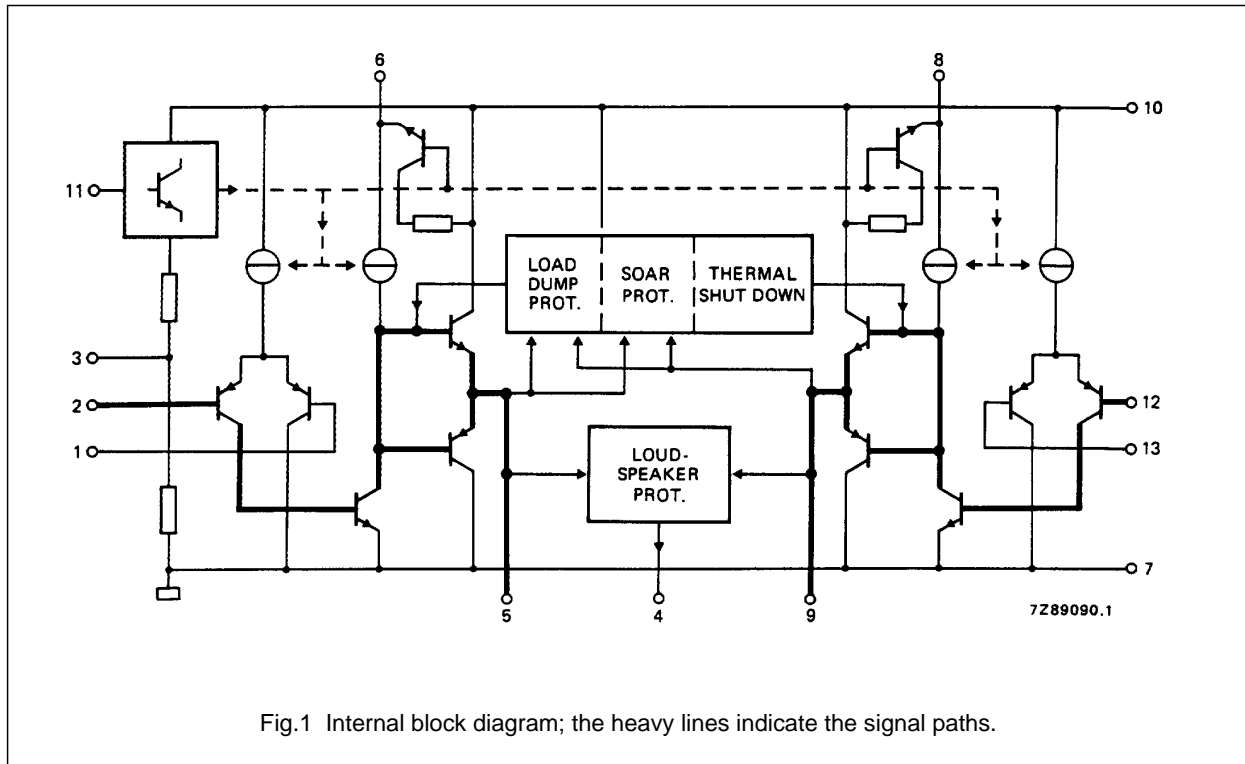 6
8
10
11
LOAD
DUMP
PROT.
SOAR
PROT.
THERMAL
SHUT DOWN
3
2
12
1
13
LOUD-
SPEAKER
PROT.
7
5
4
9
7Z89090.1
Fig.1 Internal block diagram; the heavy lines indicate the signal paths.